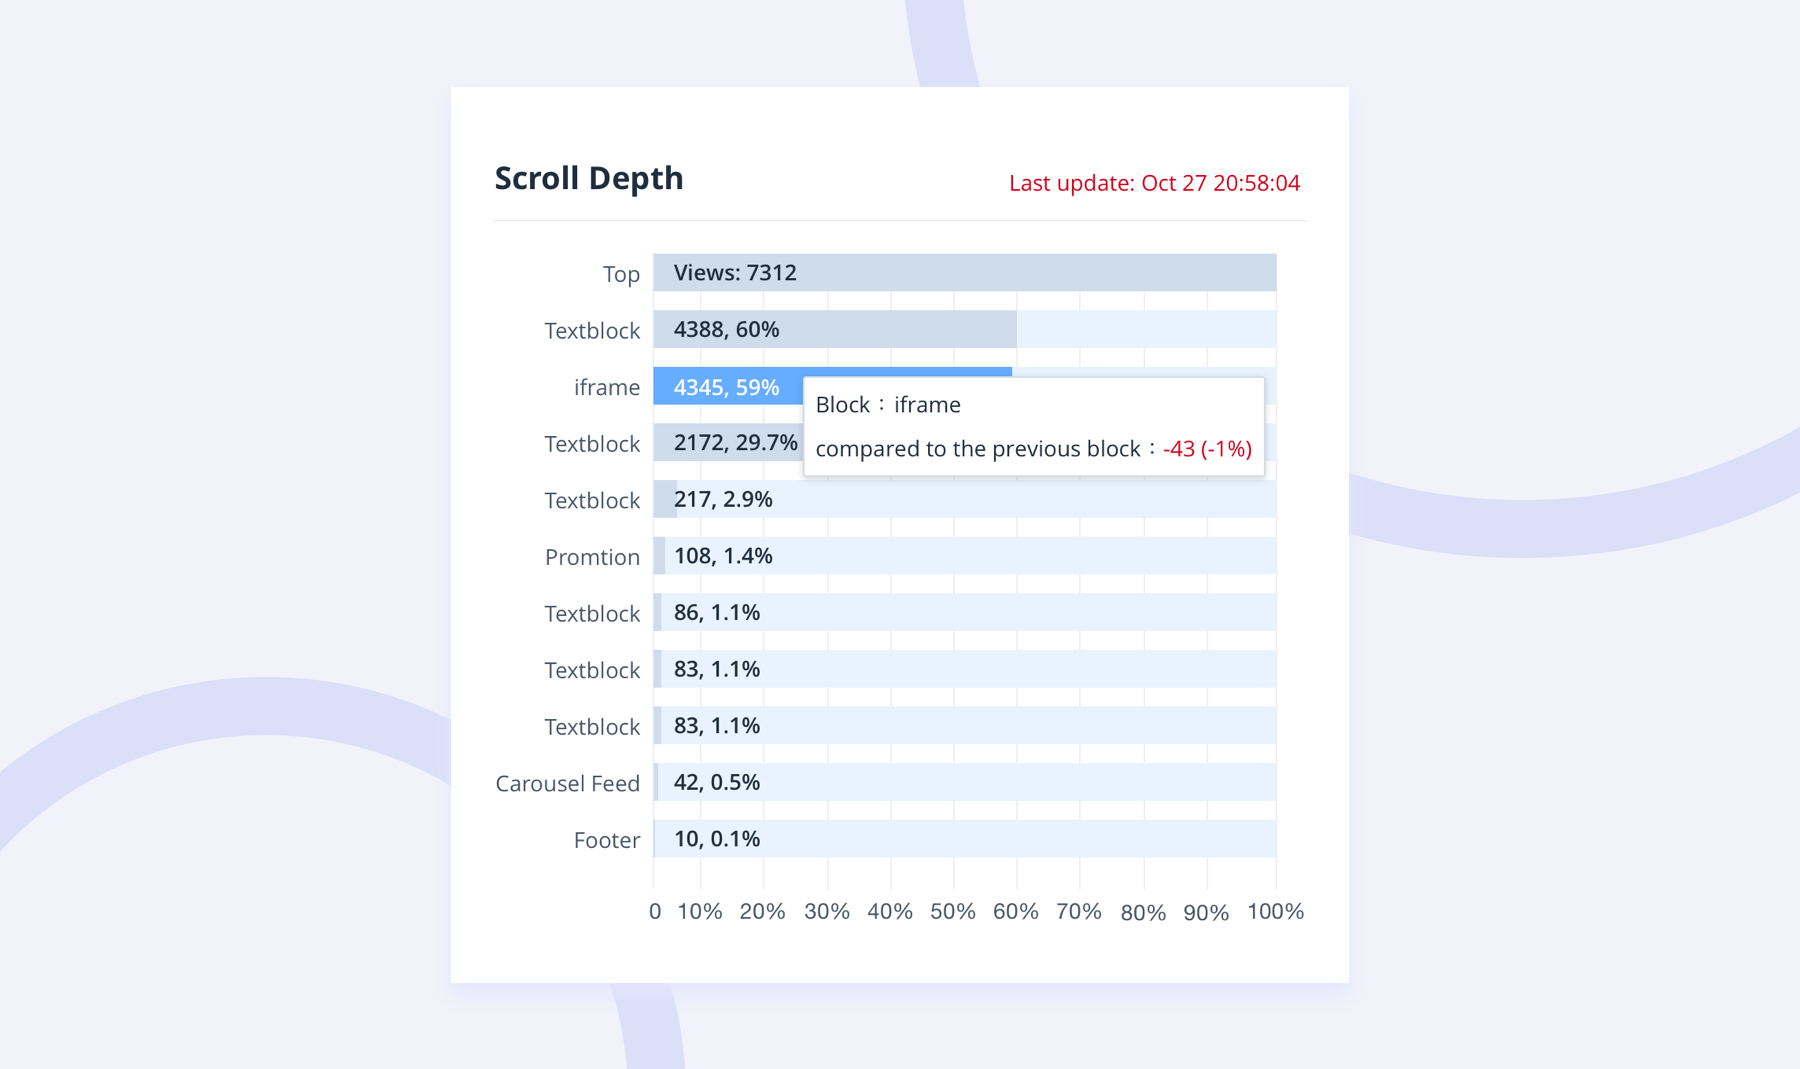 Scroll Depth
Last update: Oct 27 20:58:04
Top
Views: 7312
Textblock
4388, 60%
iframe
4345, 59%
Block： iframe
compared to the previous block：-43 (-1%)
Textblock
2172, 29.7%
Textblock
217, 2.9%
Promtion
108, 1.4%
Textblock
86, 1.1%
Textblock
83, 1.1%
Textblock
83, 1.1%
Carousel Feed
42, 0.5%
Footer
10, 0.1%
0 10% 20% 30% 40% 50% 60% 70% 80% 90% 100%